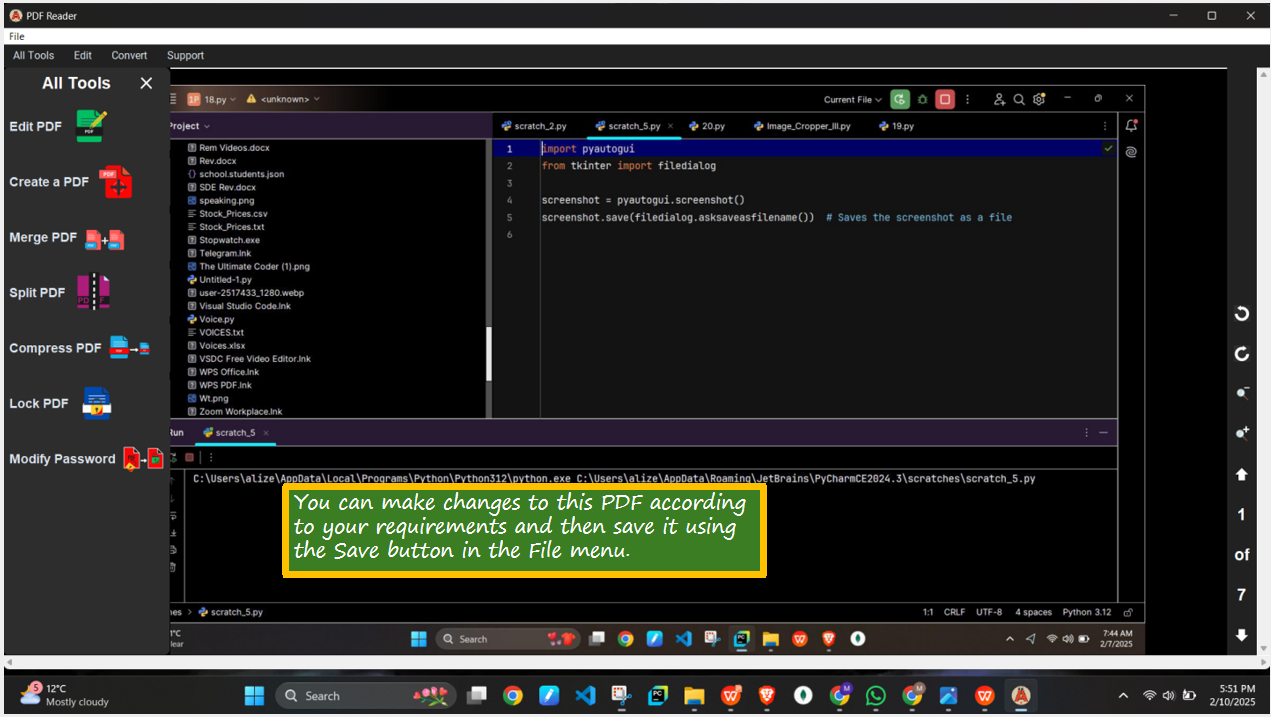 PDF Reader
File
All Tools Edit Convert Support
All Tools
Edit PDF
Create a PDF
Merge PDF
Split PDF
Compress PDF
Lock PDF
Modify Password
18.py <unknown> Current File
Project
scratch_2.py scratch_5.py 20.py Image_Cropper_III.py 19.py
Rem Videos.docx
Rev.docx
school.students.json
SDE Rev.docx
speaking.png
Stock_Prices.csv
Stock_Prices.txt
Stopwatch.exe
Telegram.lnk
The Ultimate Coder (1).png
Untitled-1.py
user-2517433_1280.webp
Visual Studio Code.lnk
Voice.py
VOICES.txt
Voices.xlsx
VSDC Free Video Editor.lnk
WPS Office.lnk
WPS PDF.lnk
Wt.png
Zoom Workplace.lnk
1 import pyautogui
2 from tkinter import filedialog
3
4 screenshot = pyautogui.screenshot()
5 screenshot.save(filedialog.asksaveasfilename()) # Saves the screenshot as a file
6
Run scratch_5
C:\Users\alize\AppData\Local\Programs\Python\Python312\python.exe C:\Users\alize\AppData\Roaming\JetBrains\PyCharmCE2024.3\scratches\scratch_5.py
You can make changes to this PDF according
to your requirements and then save it using
the Save button in the File menu.
hes > scratch_5.py 1:1 CRLF UTF-8 4 spaces Python 3.12
1°C
lear
Search
7:44 AM
2/7/2025
1
of
7
5
12°C
Mostly cloudy
Search
5:51 PM
2/10/2025